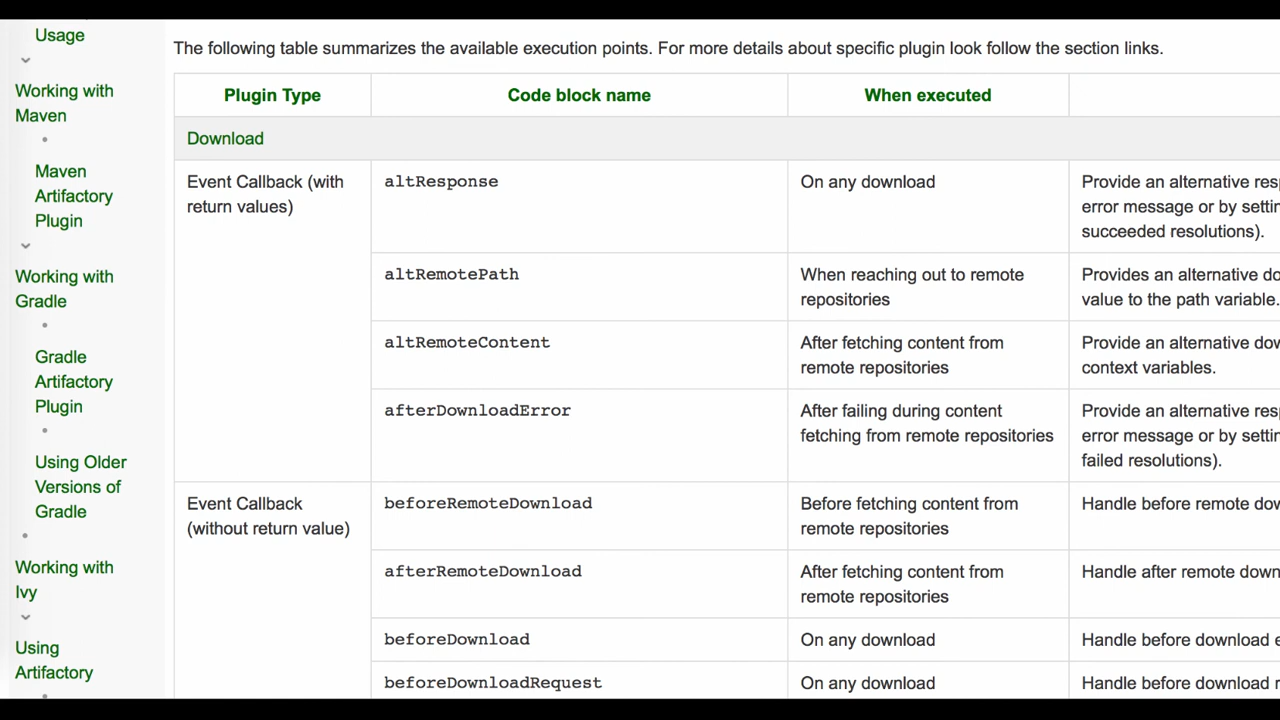 Usage
Working with
Maven
Maven
Artifactory
Plugin
Working with
Gradle
Gradle
Artifactory
Plugin
Using Older
Versions of
Gradle
Working with
Ivy
Using
Artifactory
The following table summarizes the available execution points. For more details about specific plugin look follow the section links.
Plugin Type
Code block name
When executed
Download
Event Callback (with
return values)
altResponse
On any download
Provide an alternative
error message or by
succeeded resolutions).
altRemotePath
When reaching out to remote
repositories
Provides an alternative
value to the path variable.
altRemoteContent
After fetching content from
remote repositories
Provide an alternative
context variables.
afterDownloadError
After failing during content
fetching from remote repositories
Provide an alternative
error message or by
failed resolutions).
Event Callback
(without return value)
beforeRemoteDownload
Before fetching content from
remote repositories
Handle before remote
afterRemoteDownload
After fetching content from
remote repositories
Handle after remote
beforeDownload
On any download
Handle before download
beforeDownloadRequest
On any download
Handle before download